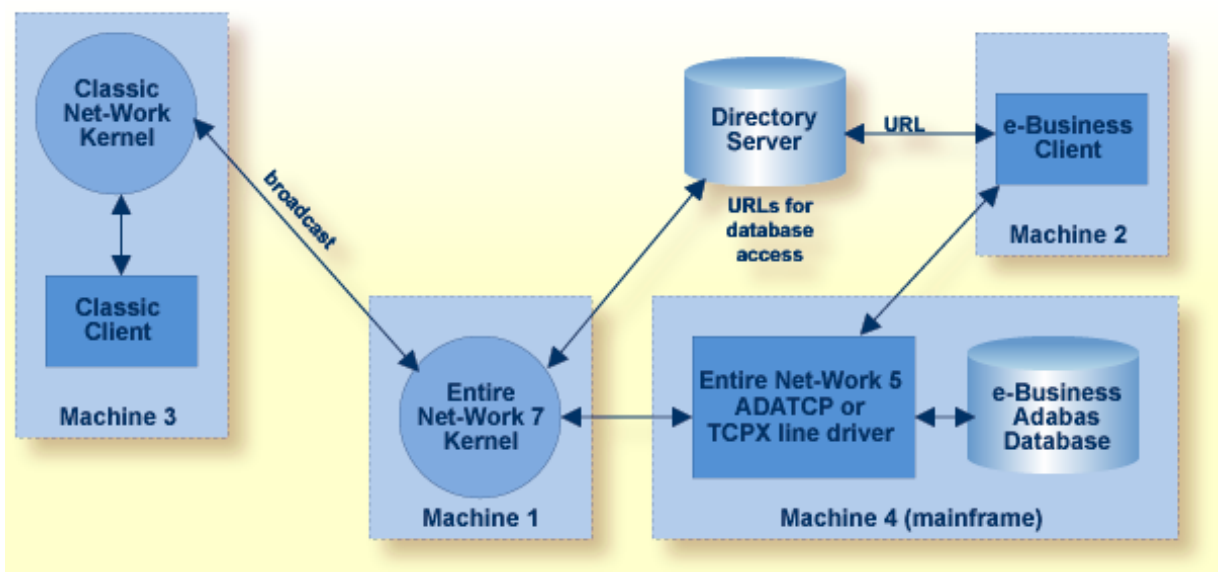 Classic
Net-Work
Kernel
broadcast
Classic
Client
Machine 3
Directory
Server
URLs for
database
access
URL
e-Business
Client
Machine 2
Entire
Net-Work 7
Kernel
Machine 1
Entire Net-Work 5
ADATCP or
TCPX line driver
e-Business
Adabas
Database
Machine 4 (mainframe)